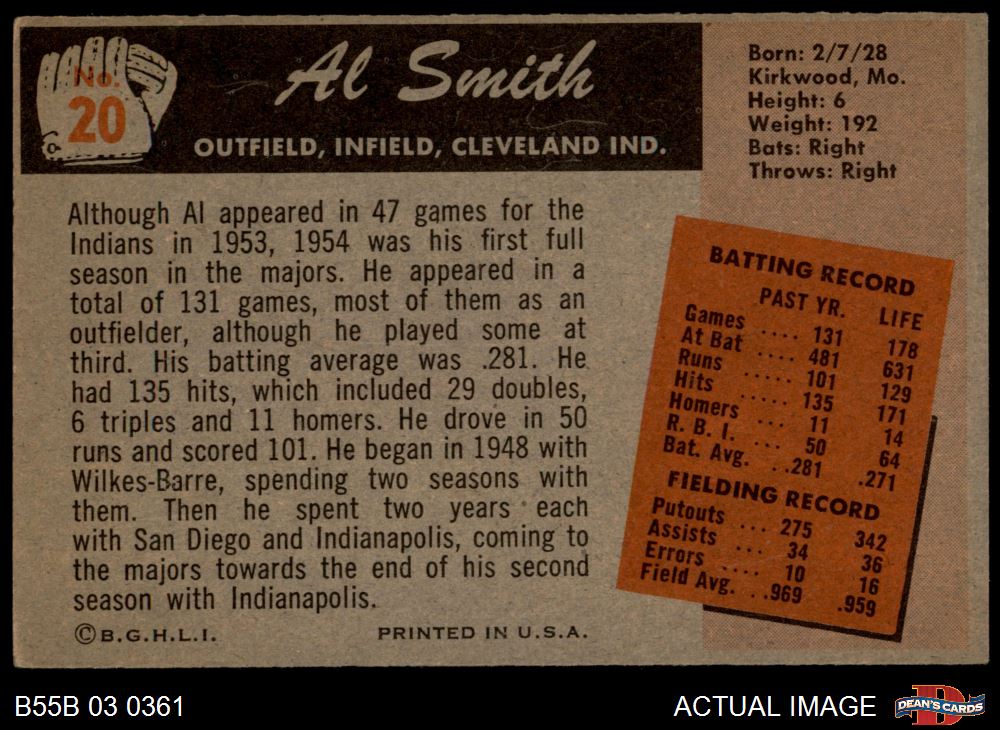 No.
20
Al Smith
OUTFIELD, INFIELD, CLEVELAND IND.
Born: 2/7/28
Kirkwood, Mo.
Height: 6
Weight: 192
Bats: Right
Throws: Right
Although Al appeared in 47 games for the
Indians in 1953, 1954 was his first full
season in the majors. He appeared in a
total of 131 games, most of them as an
outfielder, although he played some at
third. His batting average was .281. He
had 135 hits, which included 29 doubles,
6 triples and 11 homers. He drove in 50
runs and scored 101. He began in 1948 with
Wilkes-Barre, spending two seasons with
them. Then he spent two years each
with San Diego and Indianapolis, coming to
the majors towards the end of his second
season with Indianapolis.
©B.G.H.L.I. PRINTED IN U.S.A.
BATTING RECORD
PAST YR. LIFE
Games .... 131 178
At Bat .... 481 631
Runs ..... 101 129
Hits ..... 135 171
Homers .... 11 14
R. B. I. ... 50 64
Bat. Avg. . .281 .271
FIELDING RECORD
Putouts ... 275 342
Assists ... 34 36
Errors .... 10 16
Field Avg. . .969 .959
B55B 03 0361
ACTUAL IMAGE
D
DEAN'S CARDS